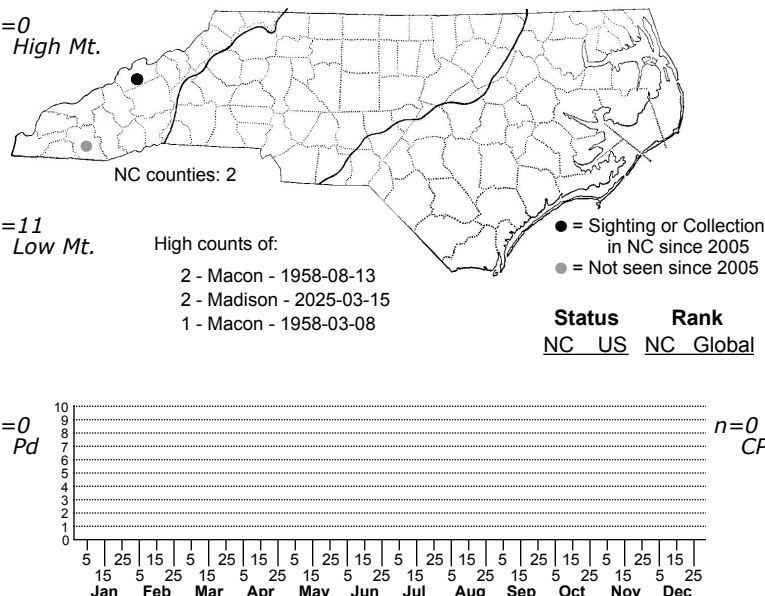 =0
High Mt.
NC counties: 2
=11
Low Mt.
High counts of:
2 - Macon - 1958-08-13
2 - Madison - 2025-03-15
1 - Macon - 1958-03-08
● = Sighting or Collection
in NC since 2005
● = Not seen since 2005
Status Rank
NC US NC Global
=0
Pd
10
9
8
7
6
5
4
3
2
1
0
n=0
CP
5 25 15 5 25 15 5 25 15 5 25 15 5 25 15 5 25 15
15 5 25 15 5 25 15 5 25 15 5 25 15 5 25 15 5 25
Jan Feb Mar Apr May Jun Jul Aug Sep Oct Nov Dec